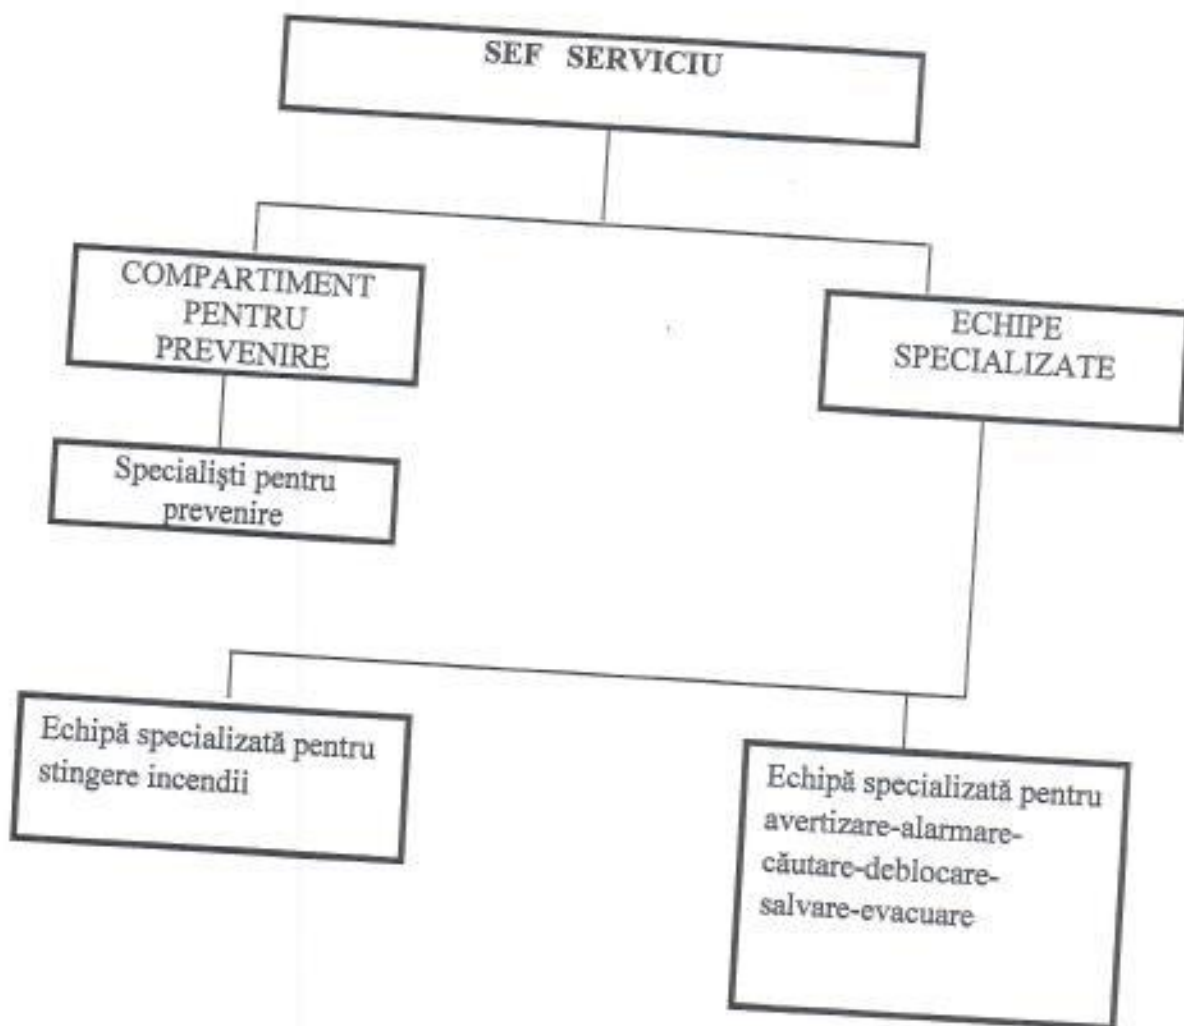 SEF SERVICIU
COMPARTIMENT
PENTRU
PREVENIRE
ECHIPE
SPECIALIZATE
Specialişti pentru
prevenire
Echipă specializată pentru
stingere incendii
Echipă specializată pentru
avertizare-alarmare-
căutare-deblocare-
salvare-evacuare